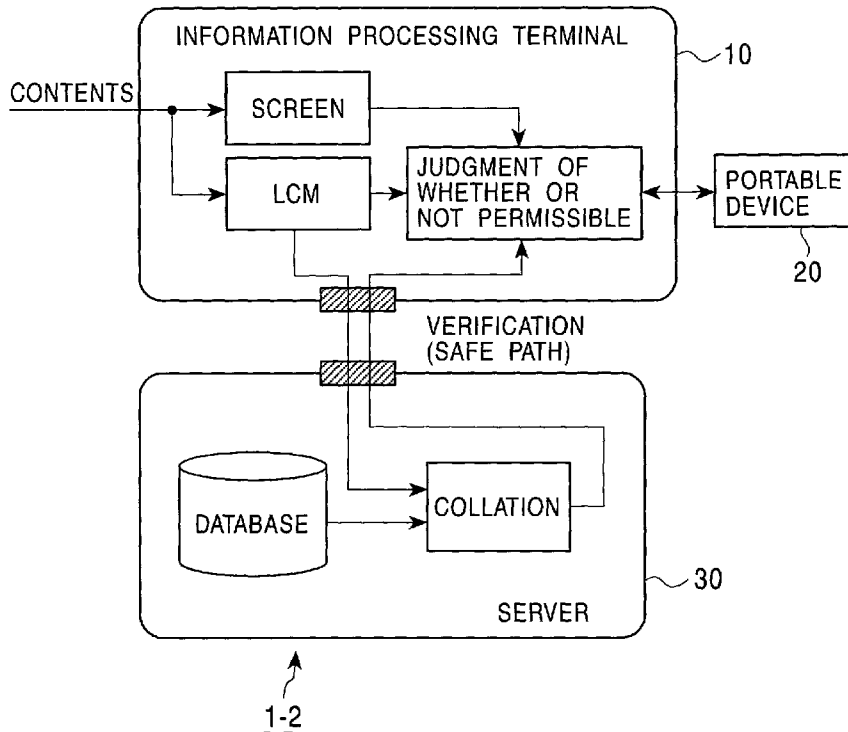 INFORMATION PROCESSING TERMINAL
10
CONTENTS
SCREEN
LCM
JUDGMENT OF
WHETHER OR
NOT PERMISSIBLE
PORTABLE
DEVICE
20
VERIFICATION
(SAFE PATH)
DATABASE
COLLATION
30
SERVER
1-2